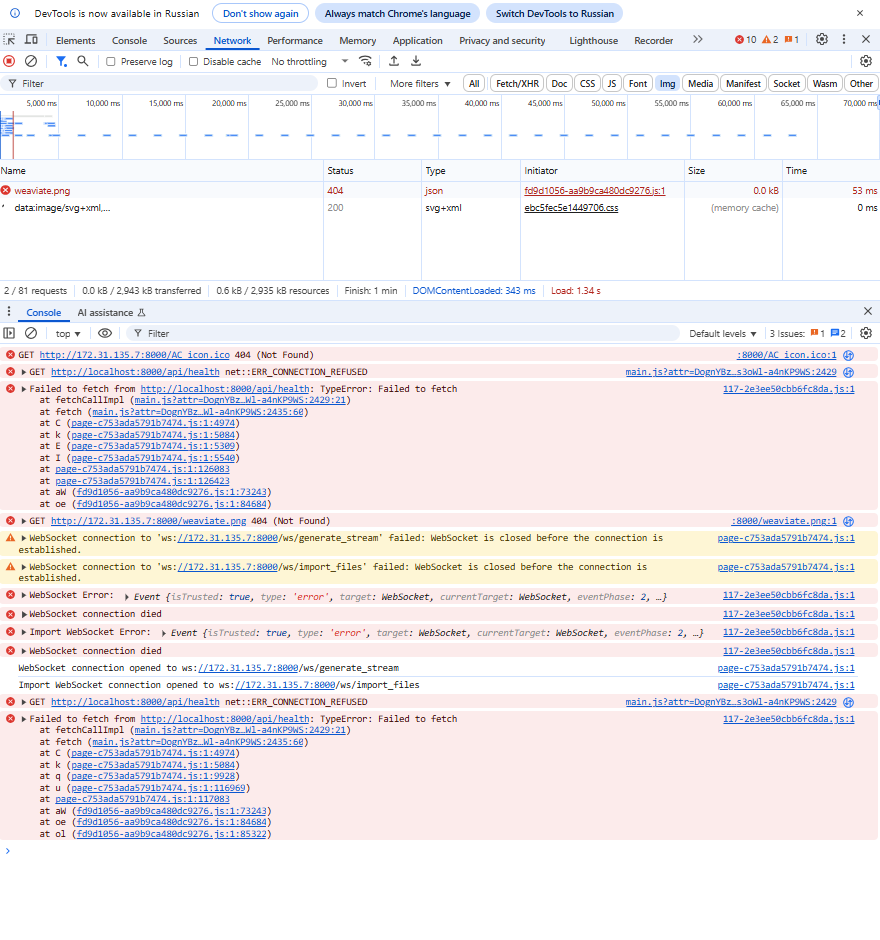 DevTools is now available in Russian Don't show again Always match Chrome's language Switch DevTools to Russian
Elements Console Sources Network Performance Memory Application Privacy and security Lighthouse Recorder 10 2 1
Preserve log Disable cache No throttling
Filter Invert More filters All Fetch/XHR Doc CSS JS Font Img Media Manifest Socket Wasm Other
5,000 ms 10,000 ms 15,000 ms 20,000 ms 25,000 ms 30,000 ms 35,000 ms 40,000 ms 45,000 ms 50,000 ms 55,000 ms 60,000 ms 65,000 ms 70,000 ms
Name Status Type Initiator Size Time
weaviate.png 404 json fd9d1056-aa9b9ca480dc9276.js:1 0.0 kB 53 ms
data:image/svg+xml,... 200 svg+xml ebc5fec5e1449706.css (memory cache) 0 ms
2 / 81 requests 0.0 kB / 2,943 kB transferred 0.6 kB / 2,935 kB resources Finish: 1 min DOMContentLoaded: 343 ms Load: 1.34 s
Console AI assistance
top Filter Default levels 3 Issues: 1 2
GET http://172.31.135.7:8000/AC_icon.ico 404 (Not Found) :8000/AC_icon.ico:1
GET http://localhost:8000/api/health net::ERR_CONNECTION_REFUSED main.js?attr=DognYBz…s3oWl-a4nKP9WS:2429
Failed to fetch from http://localhost:8000/api/health: TypeError: Failed to fetch 117-2e3ee50cbb6fc8da.js:1
at fetchCallImpl (main.js?attr=DognYBz…Wl-a4nKP9WS:2429:21)
at fetch (main.js?attr=DognYBz…Wl-a4nKP9WS:2435:60)
at C (page-c753ada5791b7474.js:1:4974)
at k (page-c753ada5791b7474.js:1:5084)
at E (page-c753ada5791b7474.js:1:5309)
at I (page-c753ada5791b7474.js:1:5540)
at page-c753ada5791b7474.js:1:126083
at page-c753ada5791b7474.js:1:126423
at aW (fd9d1056-aa9b9ca480dc9276.js:1:73243)
at oe (fd9d1056-aa9b9ca480dc9276.js:1:84684)
GET http://172.31.135.7:8000/weaviate.png 404 (Not Found) :8000/weaviate.png:1
WebSocket connection to 'ws://172.31.135.7:8000/ws/generate_stream' failed: WebSocket is closed before the connection is page-c753ada5791b7474.js:1
established.
WebSocket connection to 'ws://172.31.135.7:8000/ws/import_files' failed: WebSocket is closed before the connection is page-c753ada5791b7474.js:1
established.
WebSocket Error: Event {isTrusted: true, type: 'error', target: WebSocket, currentTarget: WebSocket, eventPhase: 2, …} 117-2e3ee50cbb6fc8da.js:1
WebSocket connection died 117-2e3ee50cbb6fc8da.js:1
Import WebSocket Error: Event {isTrusted: true, type: 'error', target: WebSocket, currentTarget: WebSocket, eventPhase: 2, …} 117-2e3ee50cbb6fc8da.js:1
WebSocket connection died 117-2e3ee50cbb6fc8da.js:1
WebSocket connection opened to ws://172.31.135.7:8000/ws/generate_stream page-c753ada5791b7474.js:1
Import WebSocket connection opened to ws://172.31.135.7:8000/ws/import_files page-c753ada5791b7474.js:1
GET http://localhost:8000/api/health net::ERR_CONNECTION_REFUSED main.js?attr=DognYBz…s3oWl-a4nKP9WS:2429
Failed to fetch from http://localhost:8000/api/health: TypeError: Failed to fetch 117-2e3ee50cbb6fc8da.js:1
at fetchCallImpl (main.js?attr=DognYBz…Wl-a4nKP9WS:2429:21)
at fetch (main.js?attr=DognYBz…Wl-a4nKP9WS:2435:60)
at C (page-c753ada5791b7474.js:1:4974)
at k (page-c753ada5791b7474.js:1:5084)
at q (page-c753ada5791b7474.js:1:9928)
at u (page-c753ada5791b7474.js:1:116969)
at page-c753ada5791b7474.js:1:117083
at aW (fd9d1056-aa9b9ca480dc9276.js:1:73243)
at oe (fd9d1056-aa9b9ca480dc9276.js:1:84684)
at ol (fd9d1056-aa9b9ca480dc9276.js:1:85322)